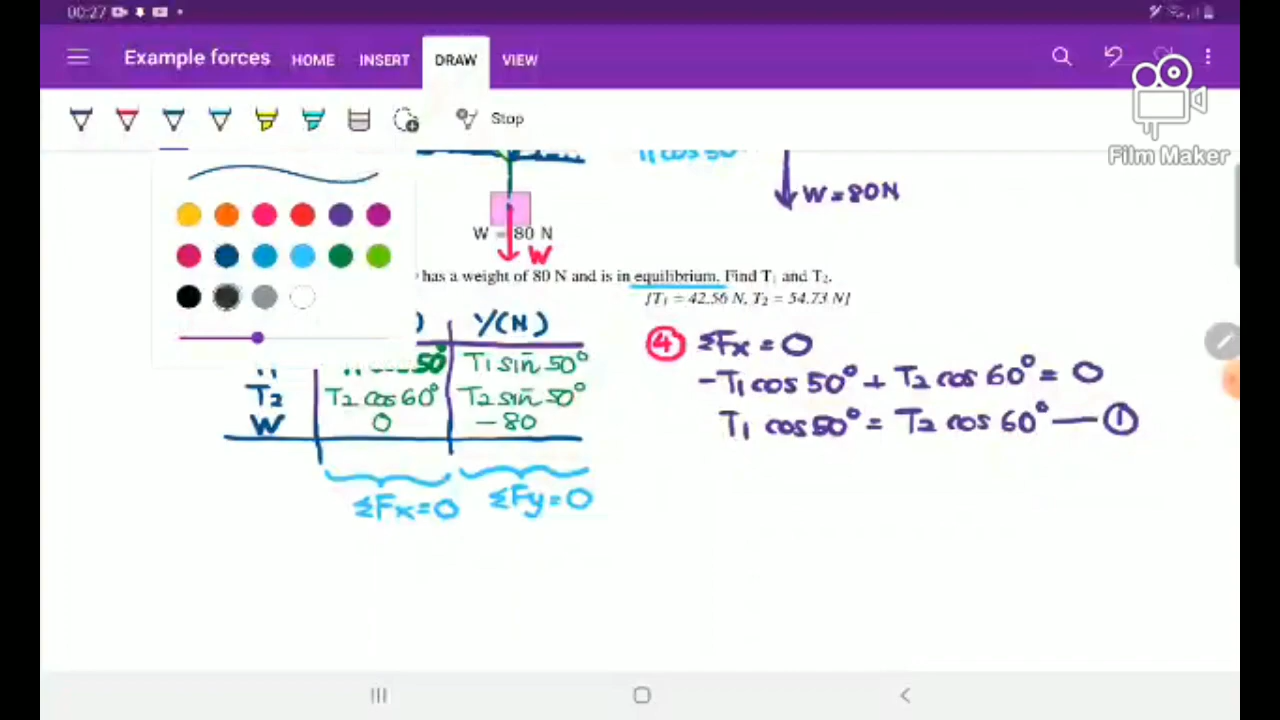 00:27
Example forces HOME INSERT DRAW VIEW
Stop
Film Maker
T1 cos 50°
W = 80N
W = 80 N
W
has a weight of 80 N and is in equilibrium. Find T1 and T2.
[T1 = 42.56 N, T2 = 54.73 N]
) Y(N)
50° T1 sin 50°
T2 T2 cos 60° T2 sin 50°
W 0 -80
ΣFx=0 ΣFy=0
4 ΣFx = 0
-T1 cos 50° + T2 cos 60° = 0
T1 cos 50° = T2 cos 60° — 1